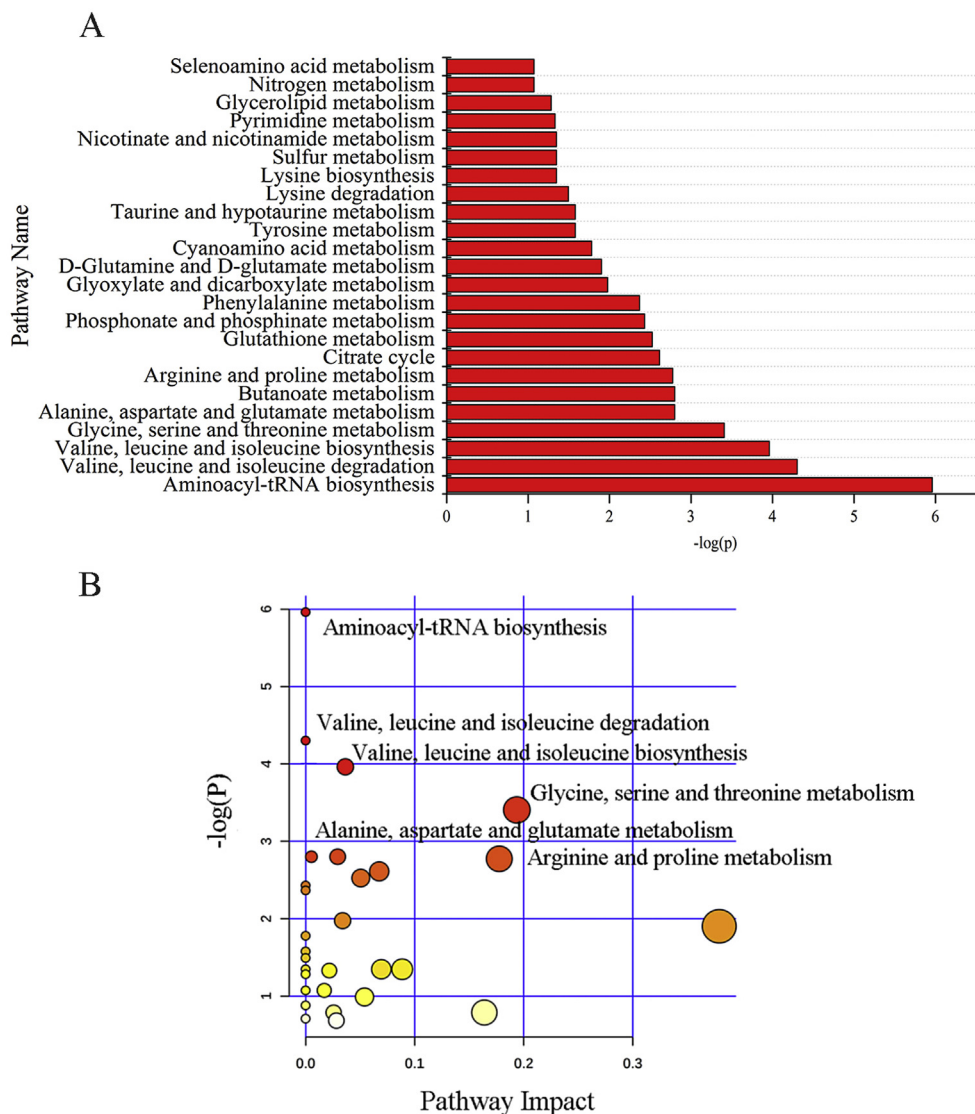 A
Pathway Name
Selenoamino acid metabolism
Nitrogen metabolism
Glycerolipid metabolism
Pyrimidine metabolism
Nicotinate and nicotinamide metabolism
Sulfur metabolism
Lysine biosynthesis
Lysine degradation
Taurine and hypotaurine metabolism
Tyrosine metabolism
Cyanoamino acid metabolism
D-Glutamine and D-glutamate metabolism
Glyoxylate and dicarboxylate metabolism
Phenylalanine metabolism
Phosphonate and phosphinate metabolism
Glutathione metabolism
Citrate cycle
Arginine and proline metabolism
Butanoate metabolism
Alanine, aspartate and glutamate metabolism
Glycine, serine and threonine metabolism
Valine, leucine and isoleucine biosynthesis
Valine, leucine and isoleucine degradation
Aminoacyl-tRNA biosynthesis
0 1 2 3 4 5 6
-log(p)
B
-log(P)
6
5
4
3
2
1
Aminoacyl-tRNA biosynthesis
Valine, leucine and isoleucine degradation
Valine, leucine and isoleucine biosynthesis
Glycine, serine and threonine metabolism
Alanine, aspartate and glutamate metabolism
Arginine and proline metabolism
0.0 0.1 0.2 0.3
Pathway Impact